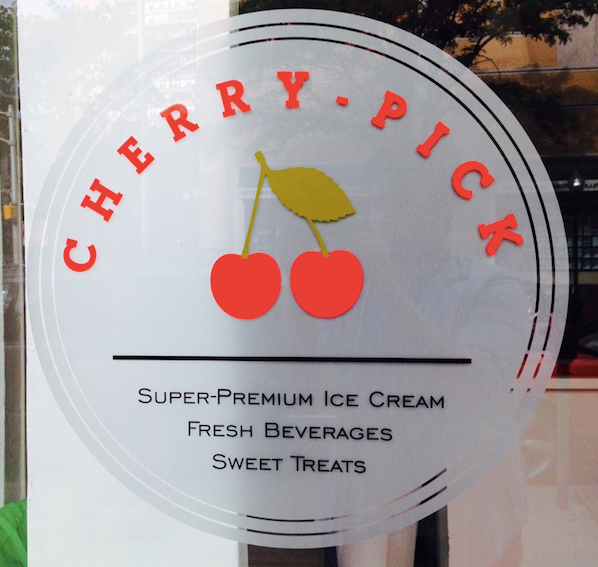 CHERRY-PICK
SUPER-PREMIUM ICE CREAM
FRESH BEVERAGES
SWEET TREATS